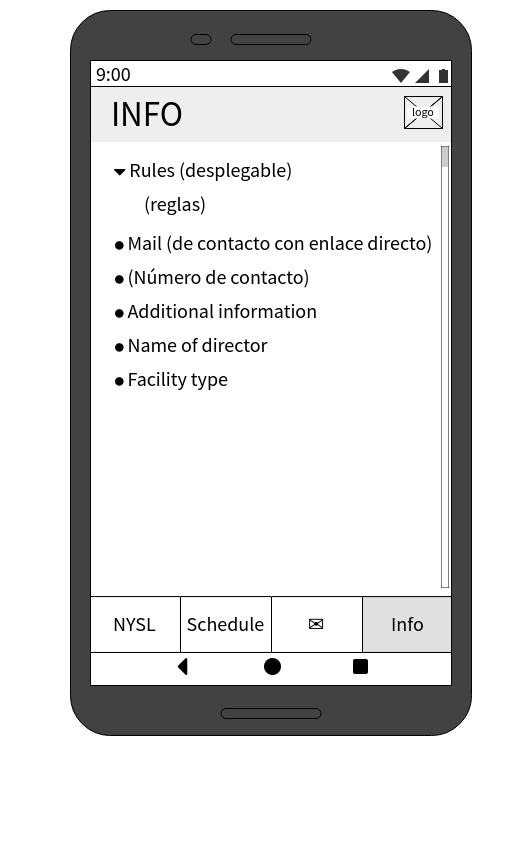 9:00
INFO
logo
Rules (desplegable)
(reglas)
Mail (de contacto con enlace directo)
(Número de contacto)
Additional information
Name of director
Facility type
NYSL Schedule ✉ Info